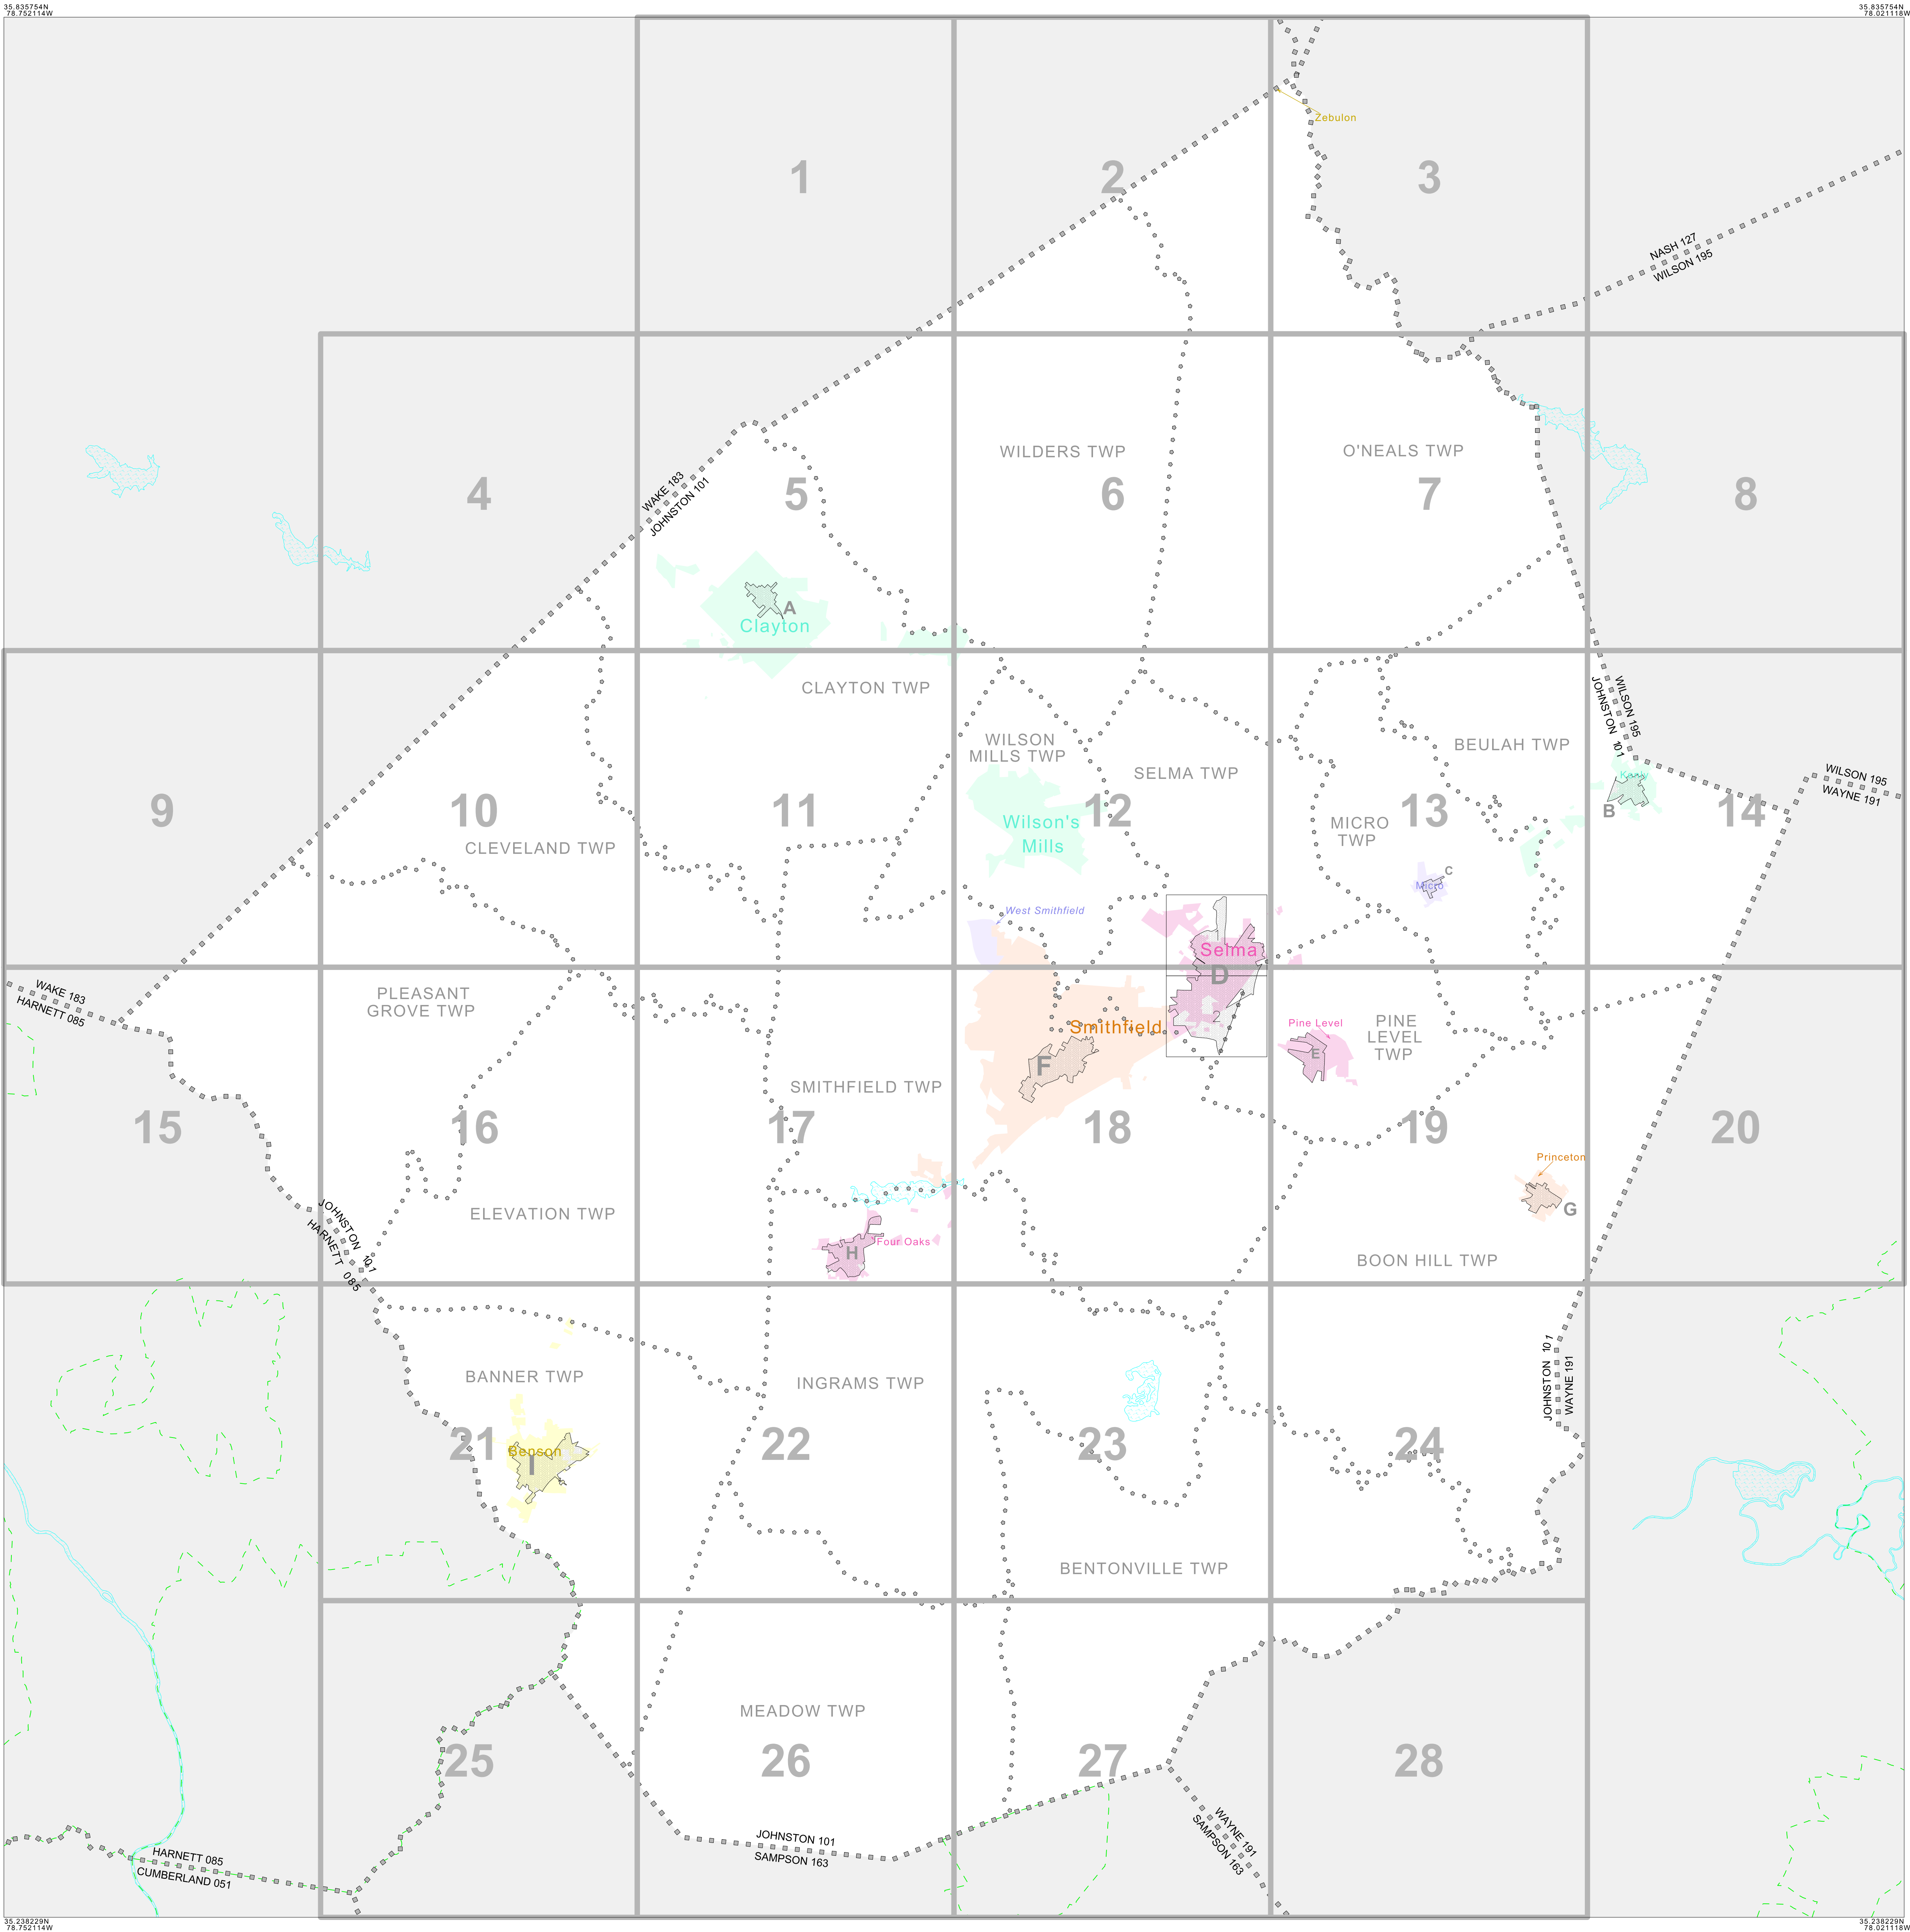 35.835754N
78.752114W
35.835754N
78.021118W
Zebulon
1
2
3
NASH 127
WILSON 195
WILDERS TWP
O'NEALS TWP
WAKE 183
JOHNSTON 101
4
5
6
7
8
A
Clayton
CLAYTON TWP
WILSON
MILLS TWP
SELMA TWP
BEULAH TWP
WILSON 195
JOHNSTON 101
WILSON 195
WAYNE 191
9
10
11
12
13
14
B
Wilson's
Mills
MICRO
TWP
CLEVELAND TWP
C
Micro
West Smithfield
Selma
D
WAKE 183
HARNETT 085
PLEASANT
GROVE TWP
Smithfield
Pine Level
PINE
LEVEL
TWP
E
F
SMITHFIELD TWP
15
16
17
18
19
20
Princeton
G
JOHNSTON 101
HARNETT 085
ELEVATION TWP
H
Four Oaks
BOON HILL TWP
BANNER TWP
INGRAMS TWP
JOHNSTON 101
WAYNE 191
21
22
23
24
Benson
I
BENTONVILLE TWP
MEADOW TWP
25
26
27
28
JOHNSTON 101
SAMPSON 163
WAYNE 191
SAMPSON 163
HARNETT 085
CUMBERLAND 051
35.238229N
78.752114W
35.238229N
78.021118W